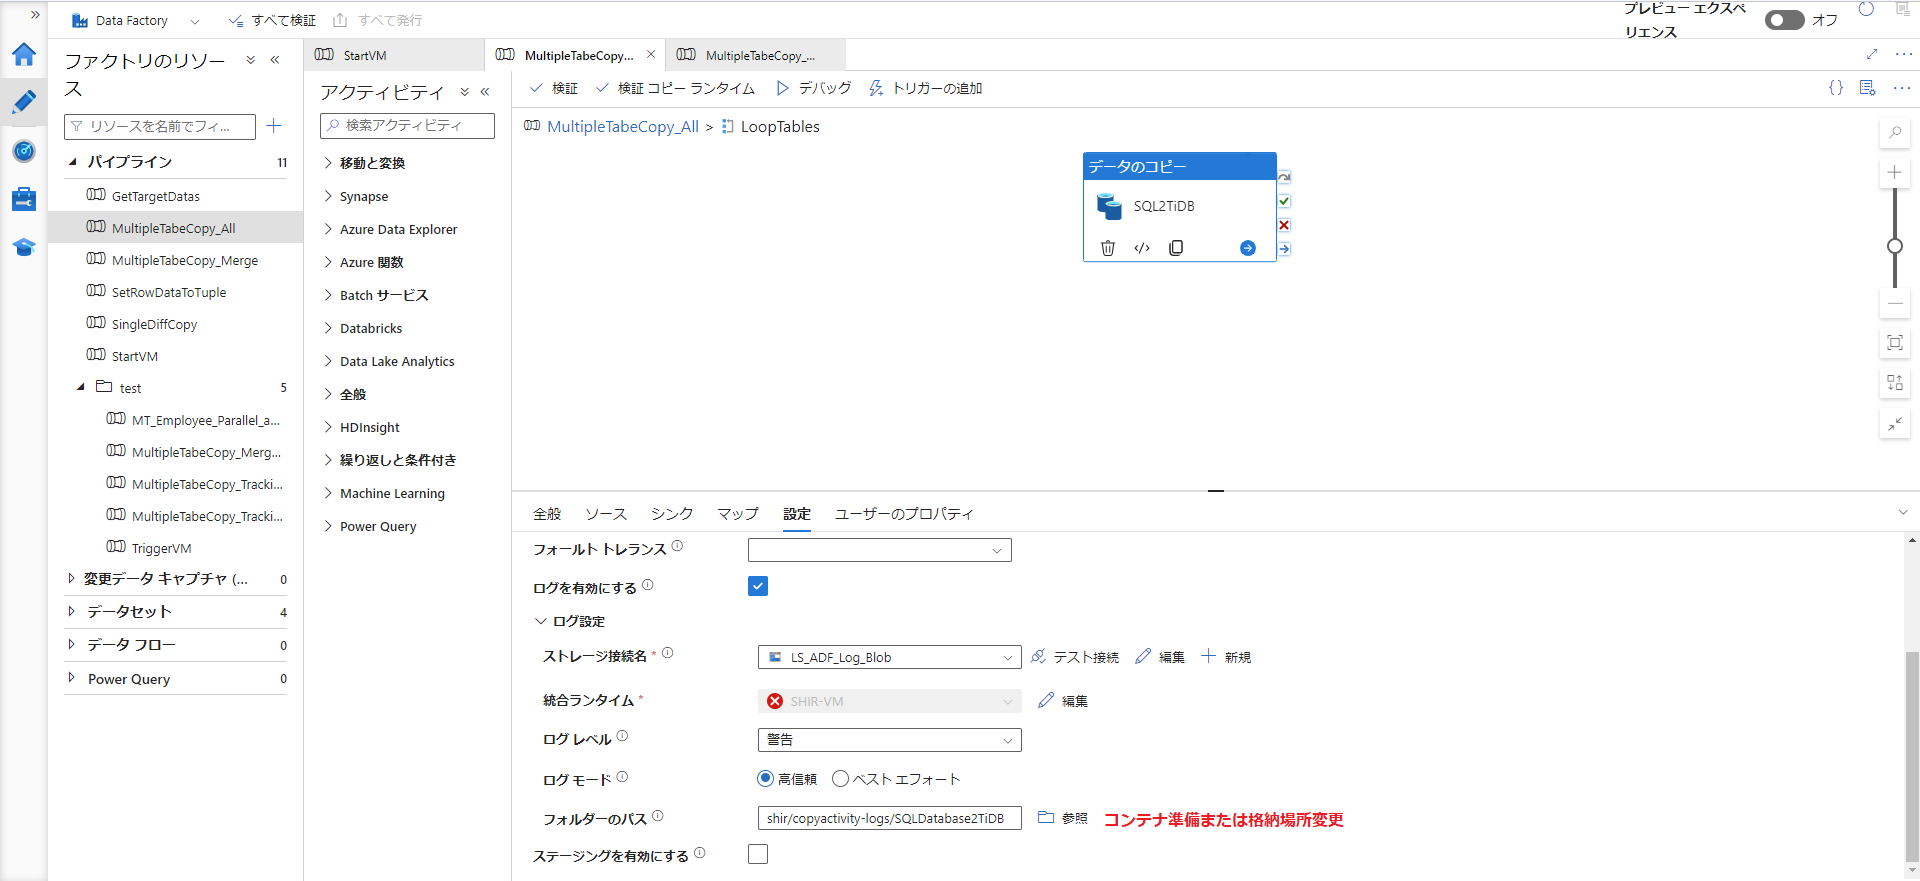 Data Factory
すべて検証
すべて発行
プレビュー エクスペ
リエンス
オフ
ファクトリのリソー
ス
リソースを名前でフィ...
パイプライン 11
GetTargetDatas
MultipleTabeCopy_All
MultipleTabeCopy_Merge
SetRowDataToTuple
SingleDiffCopy
StartVM
test 5
MT_Employee_Parallel_a...
MultipleTabeCopy_Merg...
MultipleTabeCopy_Tracki...
MultipleTabeCopy_Tracki...
TriggerVM
変更データ キャプチャ (... 0
データセット 4
データ フロー 0
Power Query 0
StartVM
MultipleTabeCopy...
MultipleTabeCopy_...
アクティビティ
検索アクティビティ
移動と変換
Synapse
Azure Data Explorer
Azure 関数
Batch サービス
Databricks
Data Lake Analytics
全般
HDInsight
繰り返しと条件付き
Machine Learning
Power Query
検証
検証 コピー ランタイム
デバッグ
トリガーの追加
MultipleTabeCopy_All > LoopTables
データのコピー
SQL2TiDB
全般 ソース シンク マップ 設定 ユーザーのプロパティ
フォールト トレランス
ログを有効にする
ログ設定
ストレージ接続名 * LS_ADF_Log_Blob テスト接続 編集 新規
統合ランタイム * SHIR-VM 編集
ログ レベル 警告
ログ モード 高信頼 ベスト エフォート
フォルダーのパス shir/copyactivity-logs/SQLDatabase2TiDB 参照 コンテナ準備または格納場所変更
ステージングを有効にする